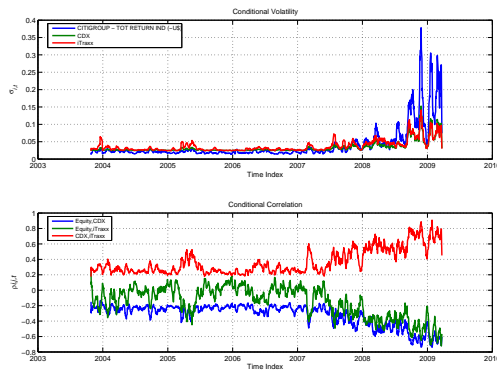 Conditional Volatility
CITIGROUP − TOT RETURN IND (~U$)
CDX
iTraxx
σi,t
0.4
0.35
0.3
0.25
0.2
0.15
0.1
0.05
0
2003 2004 2005 2006 2007 2008 2009 2010
Time Index
Conditional Correlation
Equity,CDX
Equity,iTraxx
CDX,iTraxx
1
0.8
0.6
0.4
0.2
0
−0.2
−0.4
−0.6
−0.8
2003 2004 2005 2006 2007 2008 2009 2010
Time Index